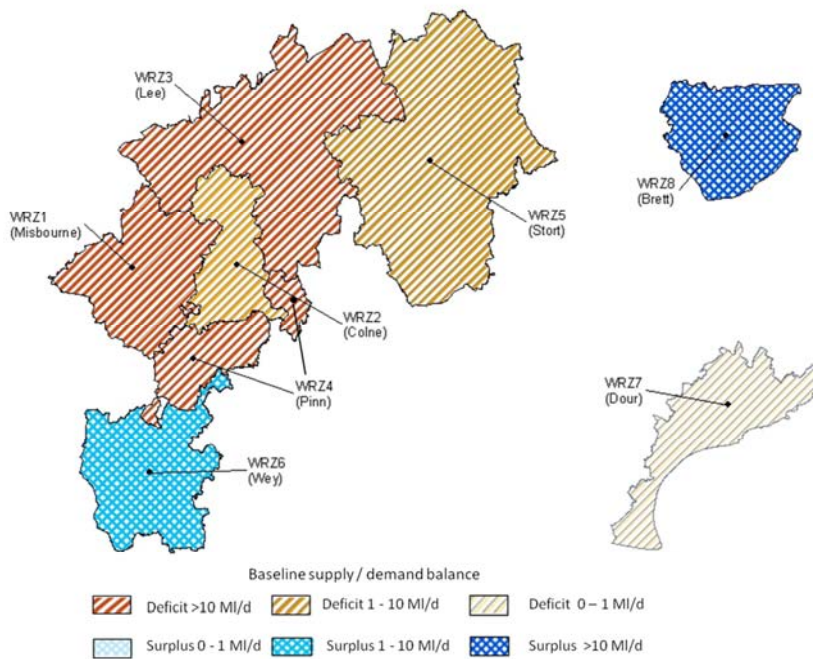 WRZ3
(Lee)
WRZ8
(Brett)
WRZ5
(Stort)
WRZ1
(Misbourne)
WRZ2
(Colne)
WRZ4
(Pinn)
WRZ7
(Dour)
WRZ6
(Wey)
Baseline supply / demand balance
Deficit >10 Ml/d
Deficit 1 - 10 Ml/d
Deficit 0 – 1 Ml/d
Surplus 0 - 1 Ml/d
Surplus 1 - 10 Ml/d
Surplus >10 Ml/d